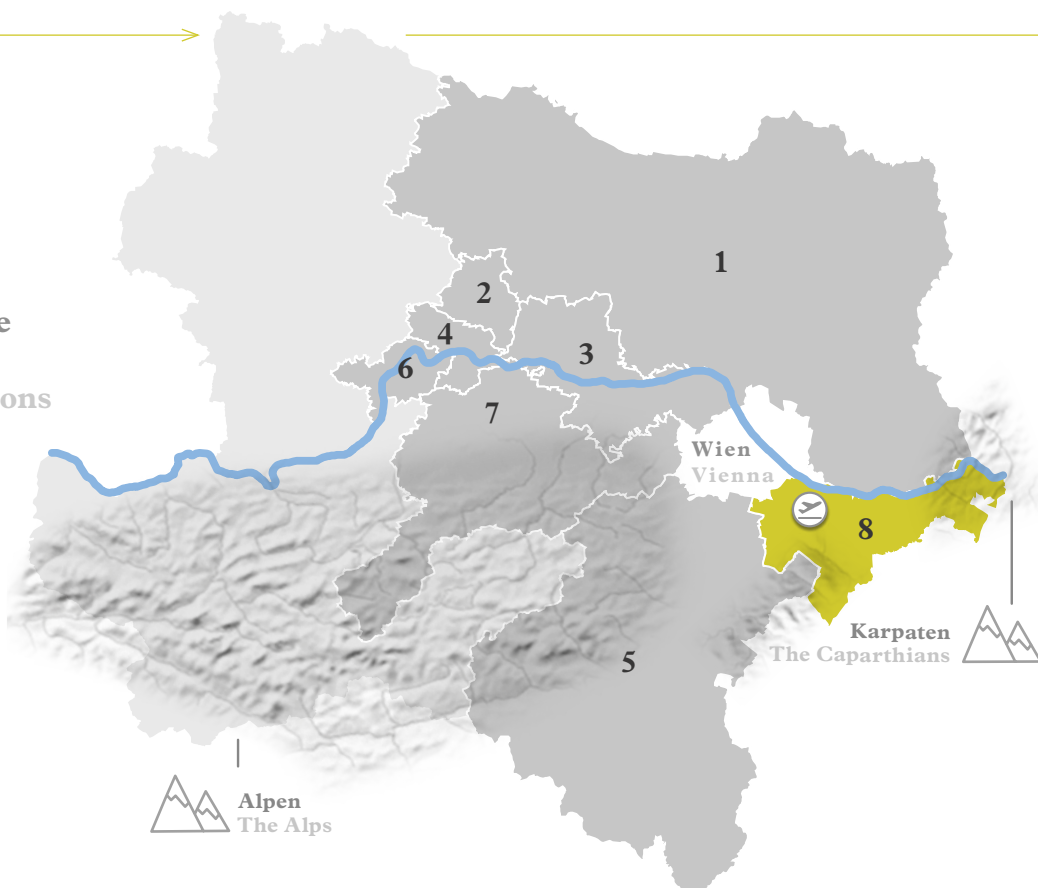 1
2
e
4
3
6
ons
7
Wien
Vienna
8
Karpaten
The Caparthians
5
Alpen
The Alps